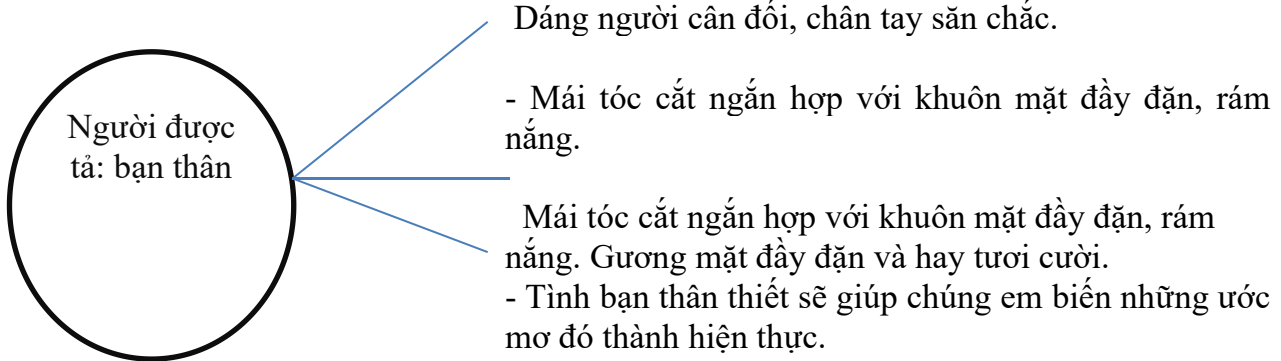 Dáng người cân đối, chân tay săn chắc.
- Mái tóc cắt ngắn hợp với khuôn mặt đầy đặn, rám
nắng.
Người được
tả: bạn thân
Mái tóc cắt ngắn hợp với khuôn mặt đầy đặn, rám
nắng. Gương mặt đầy đặn và hay tươi cười.
- Tình bạn thân thiết sẽ giúp chúng em biến những ước
mơ đó thành hiện thực.